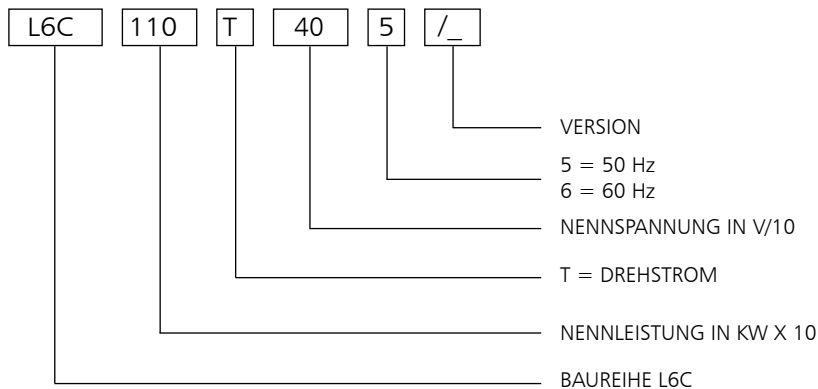 L6C 110 T 40 5 /_
VERSION
5 = 50 Hz
6 = 60 Hz
NENNSPANNUNG IN V/10
T = DREHSTROM
NENNLEISTUNG IN KW X 10
BAUREIHE L6C